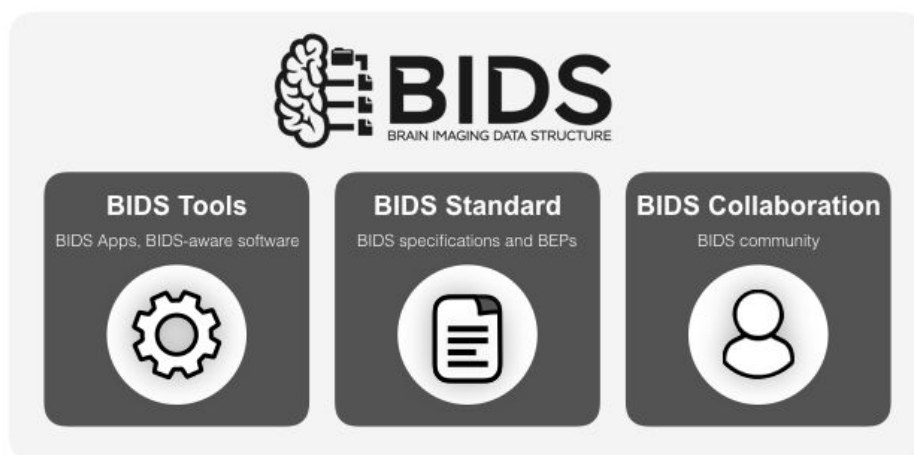 BIDS
BRAIN IMAGING DATA STRUCTURE
BIDS Tools
BIDS Apps, BIDS-aware software
BIDS Standard
BIDS specifications and BEPs
BIDS Collaboration
BIDS community